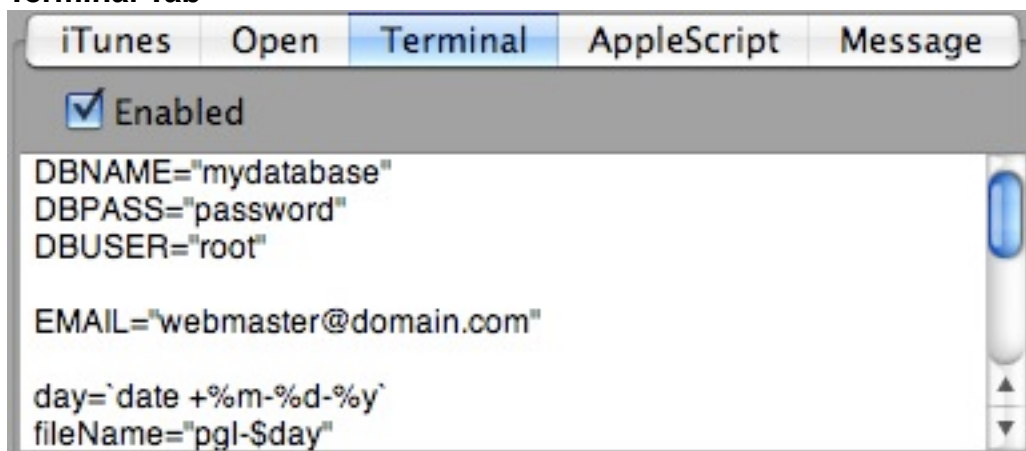 Terminal Tab
iTunes Open Terminal AppleScript Message
Enabled
DBNAME="mydatabase"
DBPASS="password"
DBUSER="root"
EMAIL="webmaster@domain.com"
day=`date +%m-%d-%y`
fileName="pgl-$day"